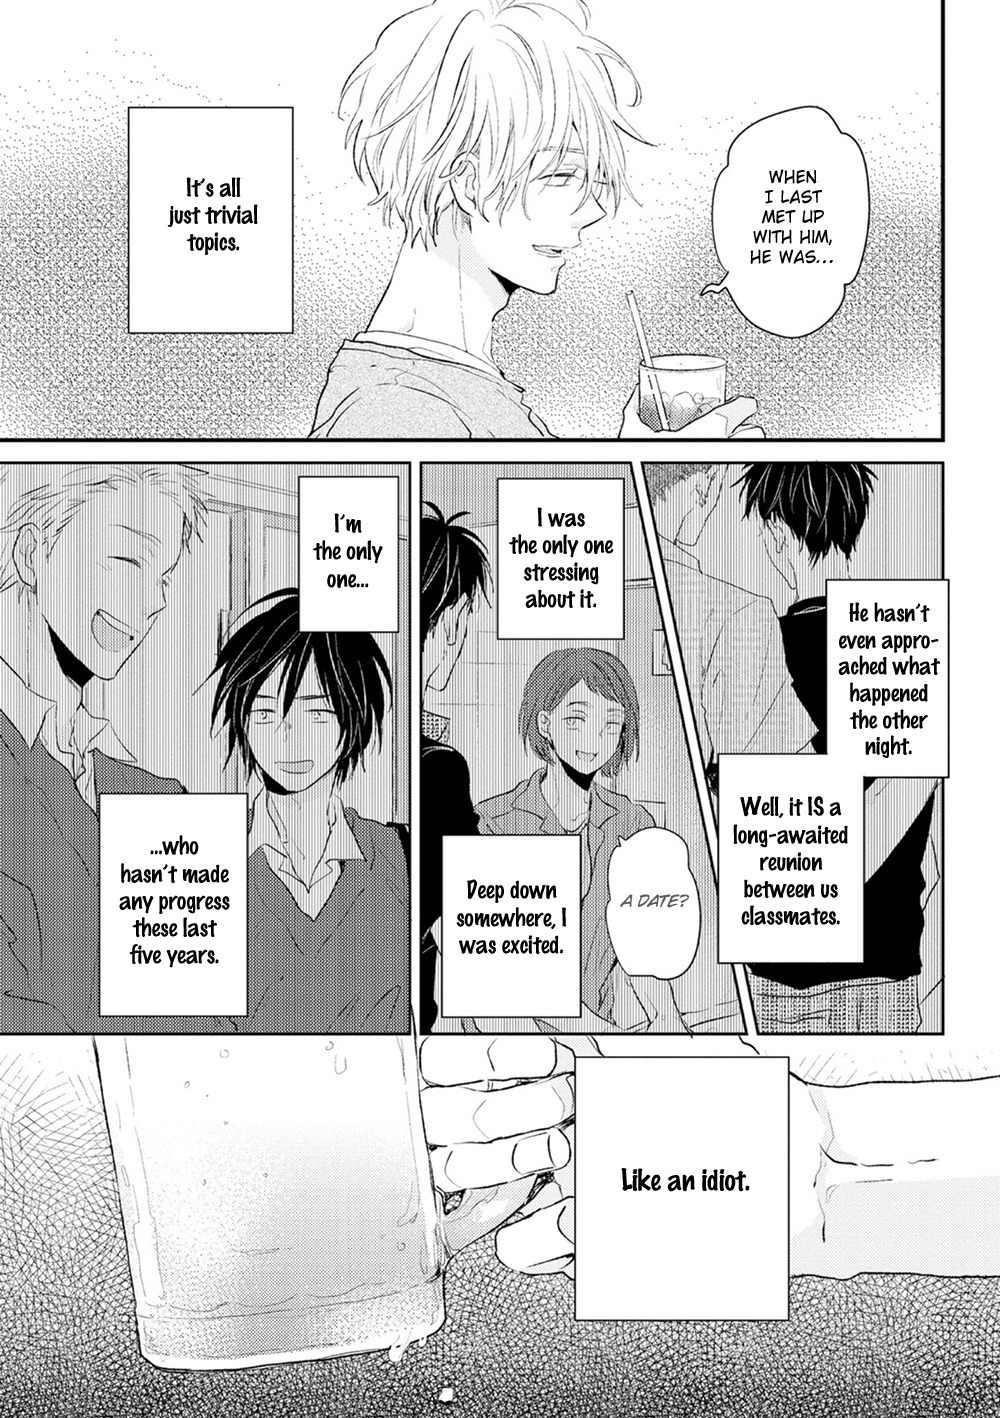 WHEN
I LAST
MET UP
WITH HIM,
HE WAS...
It's all
just trivial
topics.
He hasn't
even appro-
ached what
happened
the other
night.
Well, it IS a
long-awaited
reunion
between us
classmates.
I was
the only one
stressing
about it.
A DATE?
Deep down
somewhere, I
was excited.
I'm
the only
one...
...who
hasn't made
any progress
these last
five years.
Like an idiot.